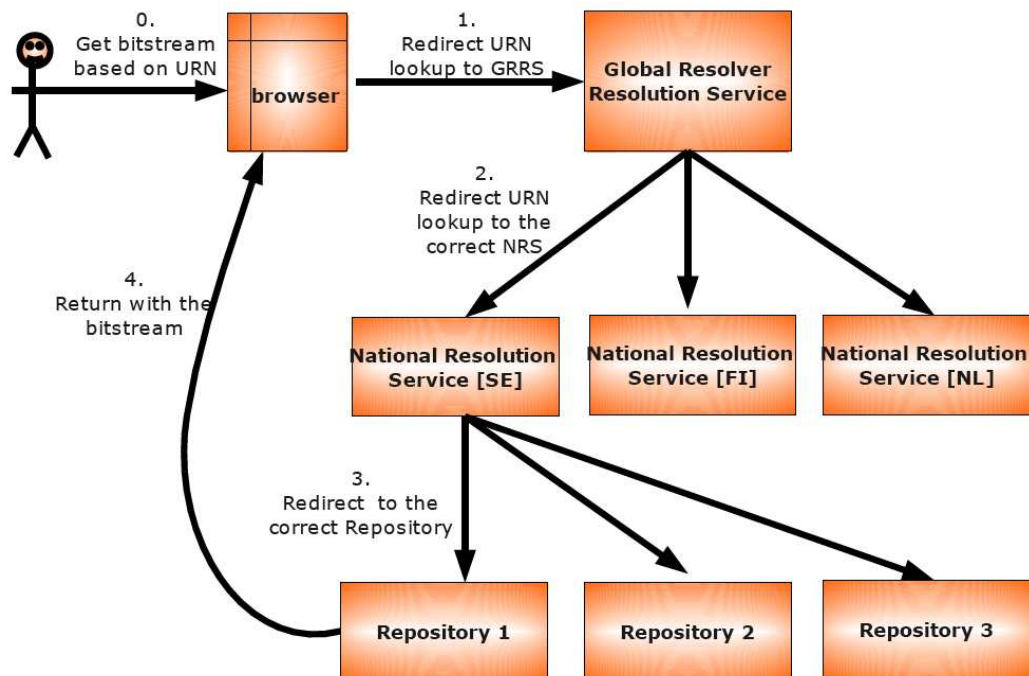 0.
Get bitstream
based on URN
browser
1.
Redirect URN
lookup to GRRS
Global Resolver
Resolution Service
2.
Redirect URN
lookup to the
correct NRS
4.
Return with the
bitstream
National Resolution
Service [SE]
National Resolution
Service [FI]
National Resolution
Service [NL]
3.
Redirect to the
correct Repository
Repository 1
Repository 2
Repository 3